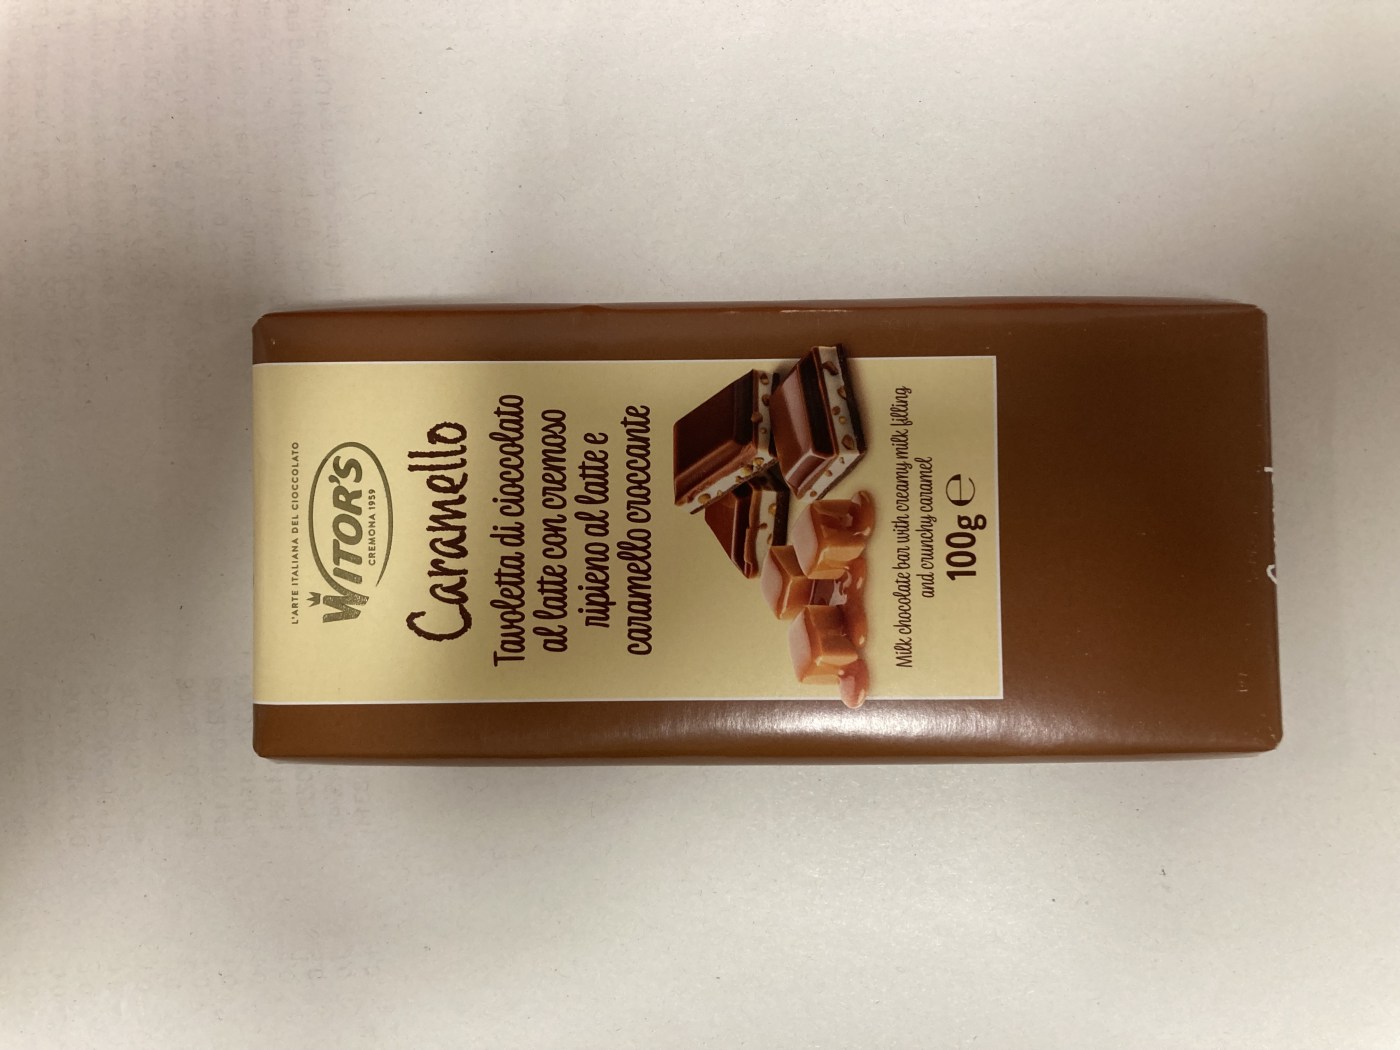 L'ARTE ITALIANA DEL CIOCCOLATO
WITOR'S
CREMONA 1959
Caramello
Tavoletta di cioccolato
al latte con cremoso
ripieno al latte e
caramello croccante
Milk chocolate bar with creamy milk filling
and crunchy caramel
100g ℮